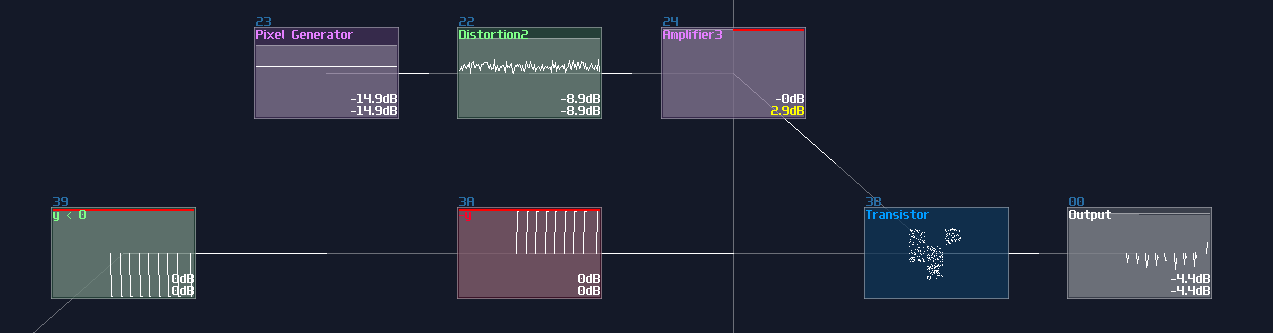 23
Pixel Generator
-14.9dB
-14.9dB
22
Distortion2
-8.9dB
-8.9dB
24
Amplifier3
-0dB
2.9dB
39
y < 0
0dB
0dB
3A
0dB
0dB
3B
Transistor
00
Output
-4.4dB
-4.4dB